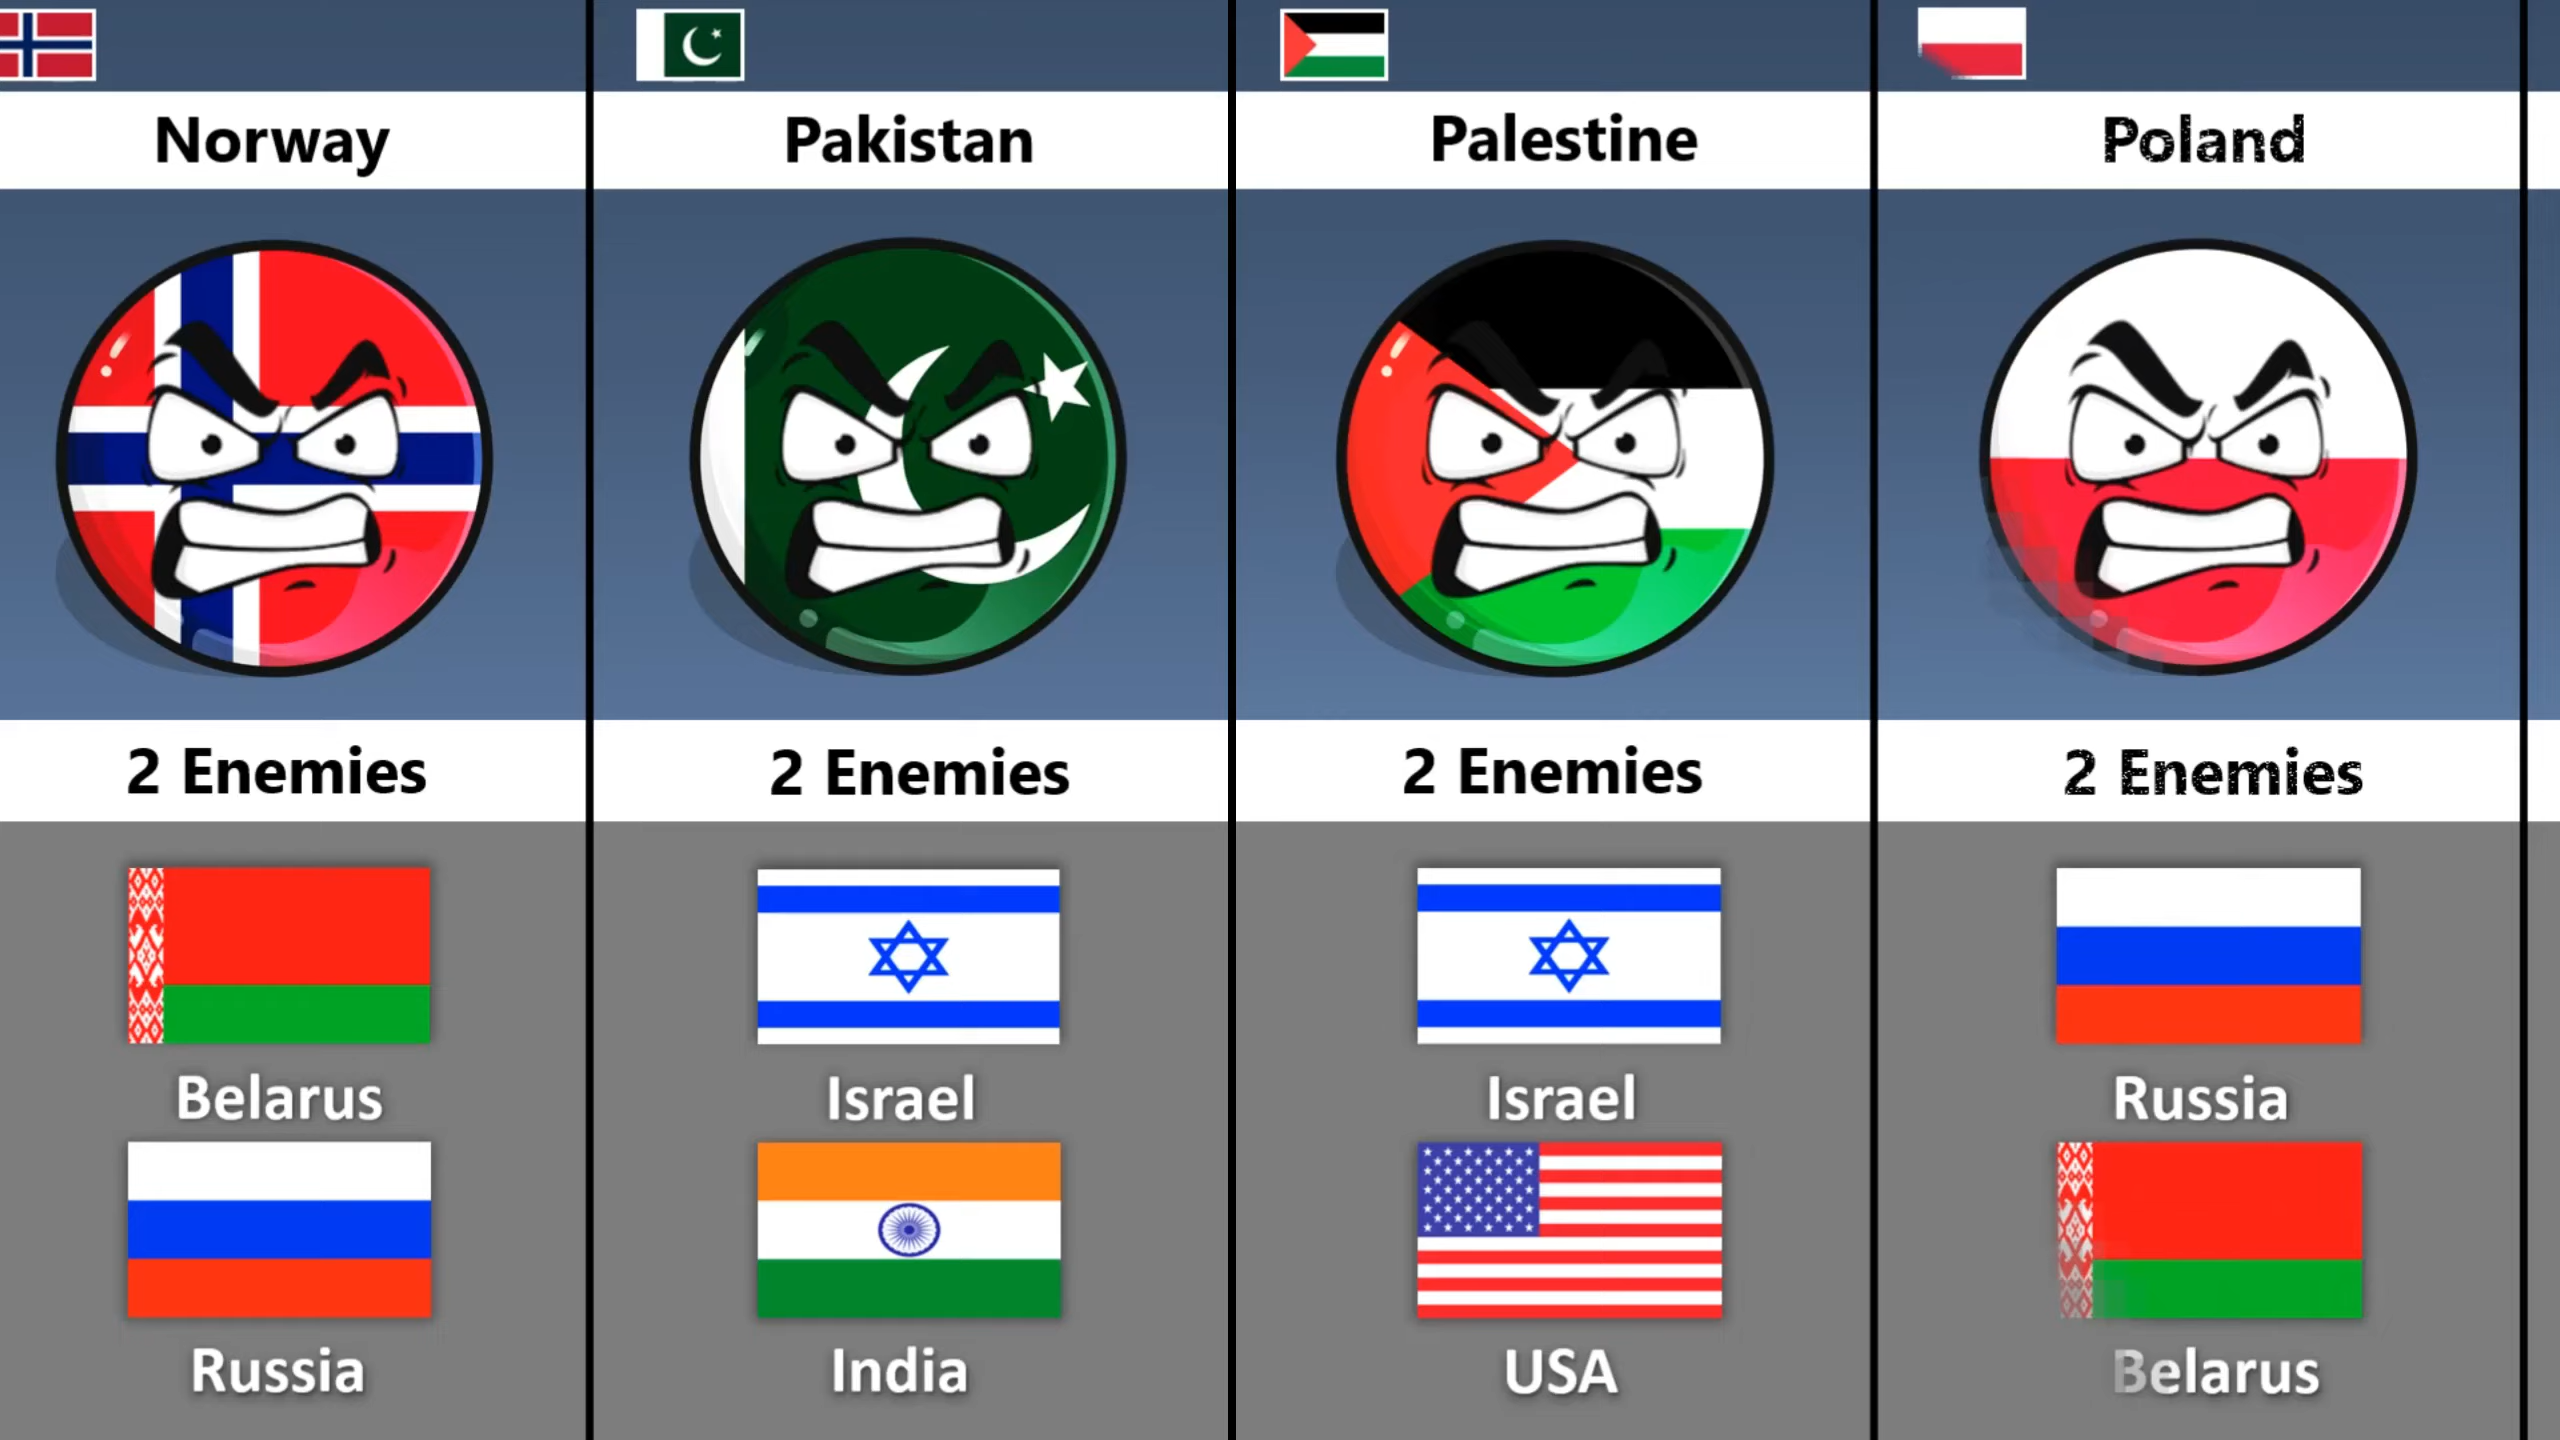 Norway
Pakistan
Palestine
Poland
2 Enemies
2 Enemies
2 Enemies
2 Enemies
Belarus
Israel
Israel
Russia
Russia
India
USA
Belarus